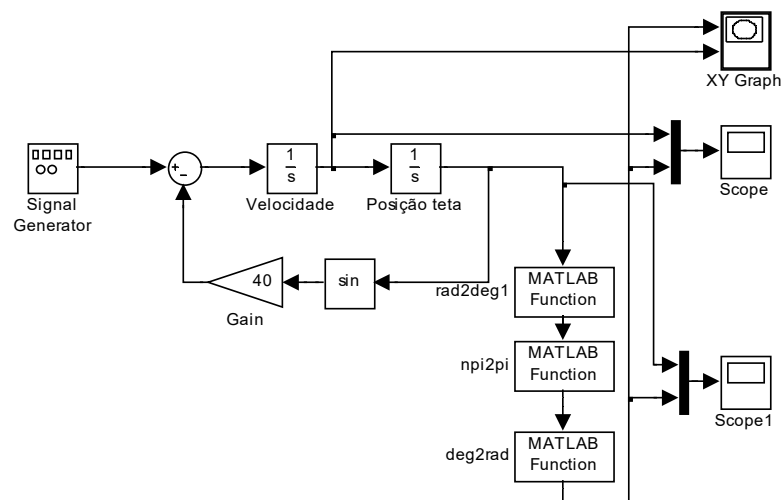 XY Graph
Signal
Generator
+
−
1
s
Velocidade
1
s
Posição teta
Scope
40
Gain
sin
rad2deg1
MATLAB
Function
npi2pi
MATLAB
Function
deg2rad
MATLAB
Function
Scope1